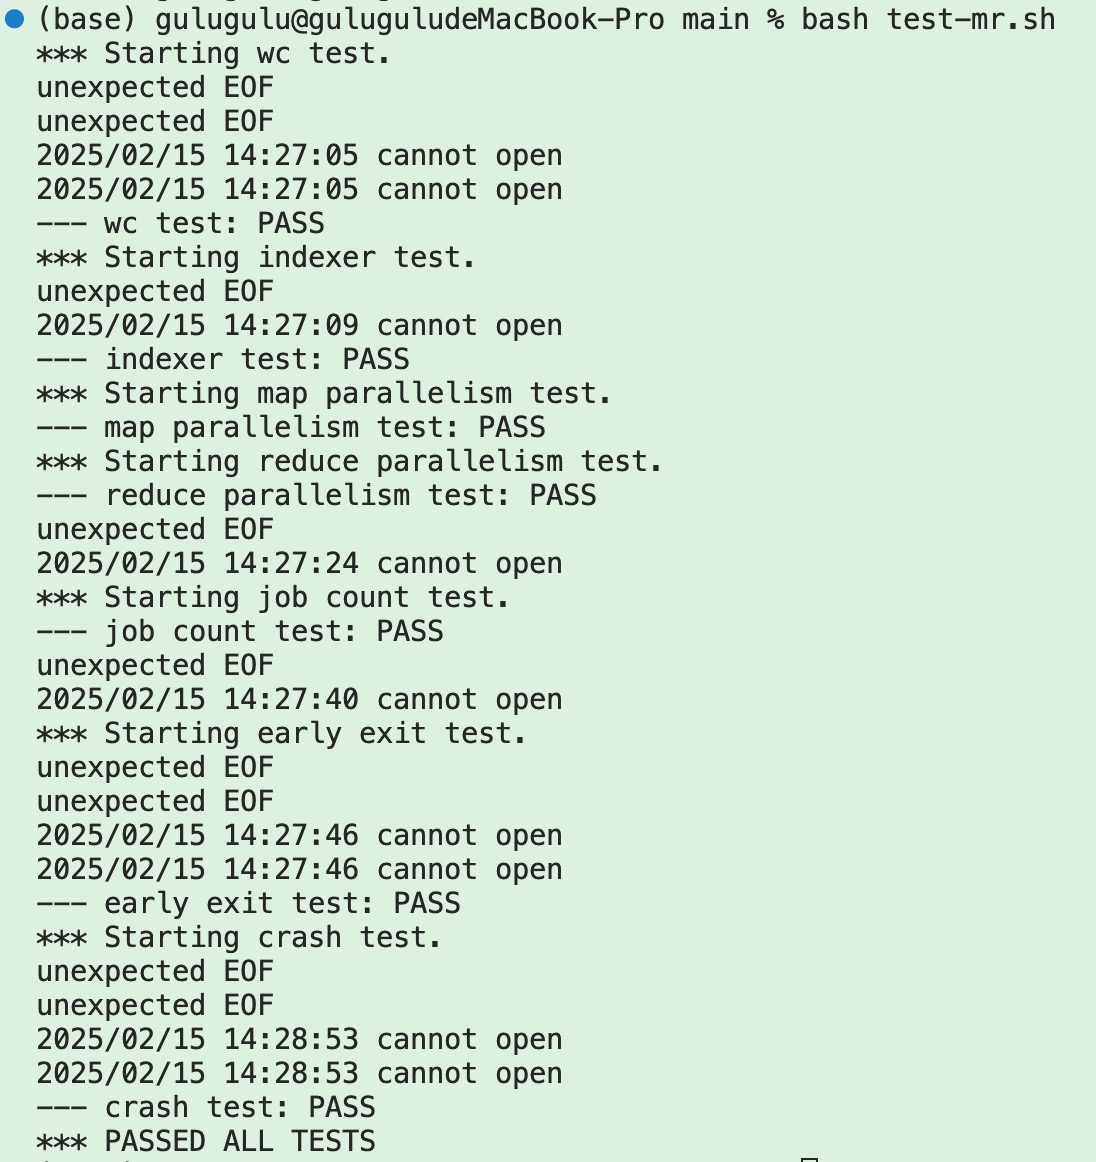 (base) gulugulu@guluguludeMacBook-Pro main % bash test-mr.sh
*** Starting wc test.
unexpected EOF
unexpected EOF
2025/02/15 14:27:05 cannot open
2025/02/15 14:27:05 cannot open
--- wc test: PASS
*** Starting indexer test.
unexpected EOF
2025/02/15 14:27:09 cannot open
--- indexer test: PASS
*** Starting map parallelism test.
--- map parallelism test: PASS
*** Starting reduce parallelism test.
--- reduce parallelism test: PASS
unexpected EOF
2025/02/15 14:27:24 cannot open
*** Starting job count test.
--- job count test: PASS
unexpected EOF
2025/02/15 14:27:40 cannot open
*** Starting early exit test.
unexpected EOF
unexpected EOF
2025/02/15 14:27:46 cannot open
2025/02/15 14:27:46 cannot open
--- early exit test: PASS
*** Starting crash test.
unexpected EOF
unexpected EOF
2025/02/15 14:28:53 cannot open
2025/02/15 14:28:53 cannot open
--- crash test: PASS
*** PASSED ALL TESTS